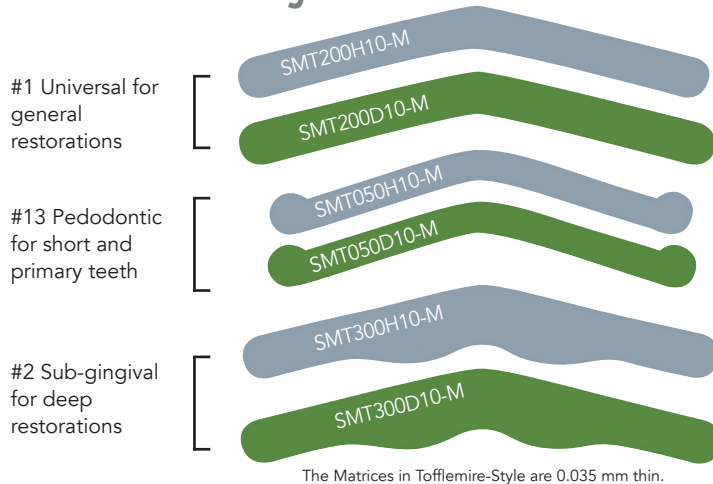 SMT200H10-M
#1 Universal for
general
restorations
SMT200D10-M
SMT050H10-M
#13 Pedodontic
for short and
primary teeth
SMT050D10-M
SMT300H10-M
#2 Sub-gingival
for deep
restorations
SMT300D10-M
The Matrices in Tofflemire-Style are 0.035 mm thin.